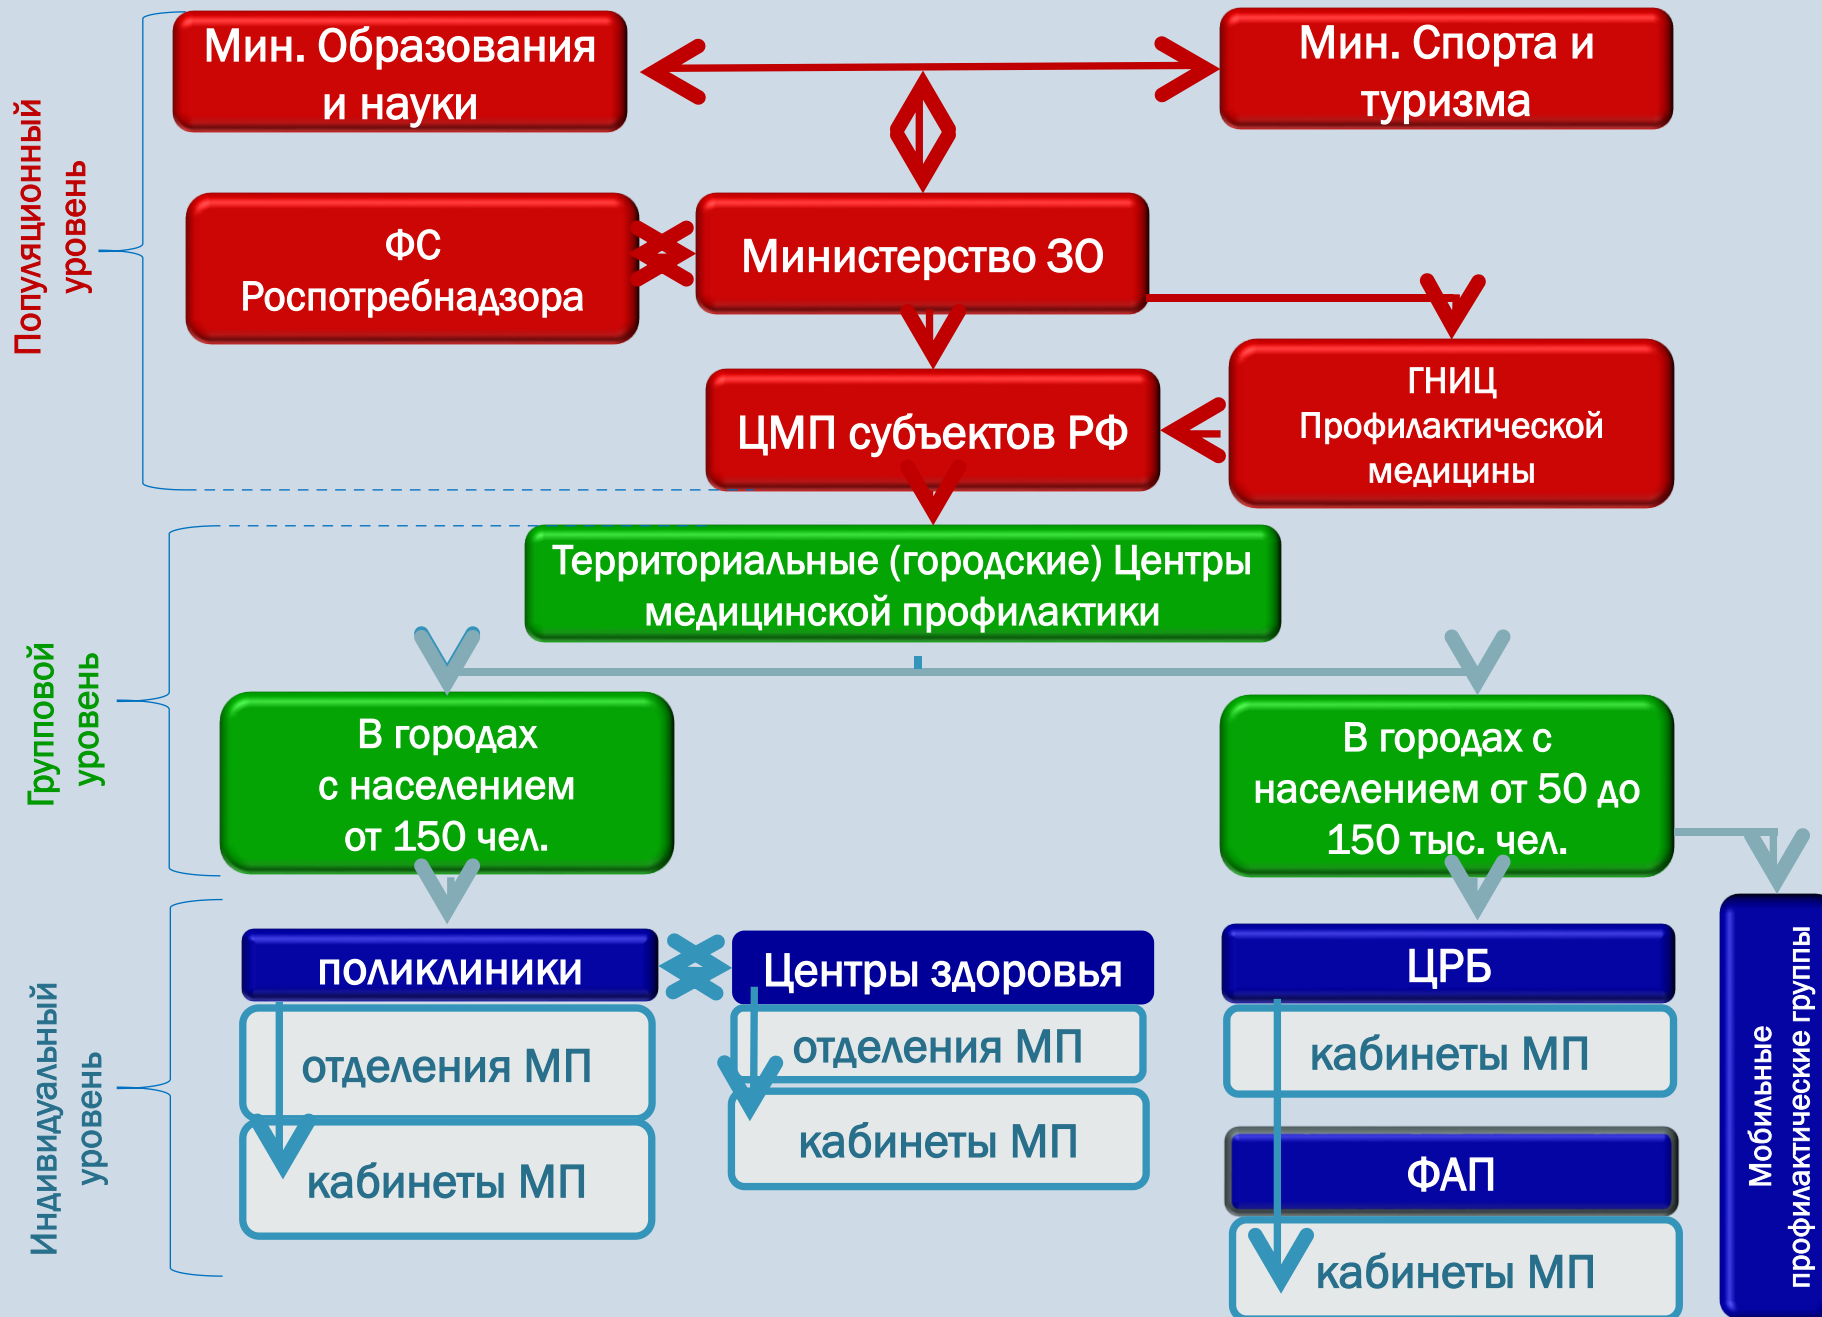 Популяционный
уровень
Мин. Образования
и науки
Мин. Спорта и
туризма
ФС
Роспотребнадзора
Министерство ЗО
ЦМП субъектов РФ
ГНИЦ
Профилактической
медицины
Групповой
уровень
Территориальные (городские) Центры
медицинской профилактики
В городах
с населением
от 150 чел.
В городах с
населением от 50 до
150 тыс. чел.
Индивидуальный
уровень
поликлиники
отделения МП
кабинеты МП
Центры здоровья
отделения МП
кабинеты МП
ЦРБ
кабинеты МП
ФАП
кабинеты МП
Мобильные
профилактические группы